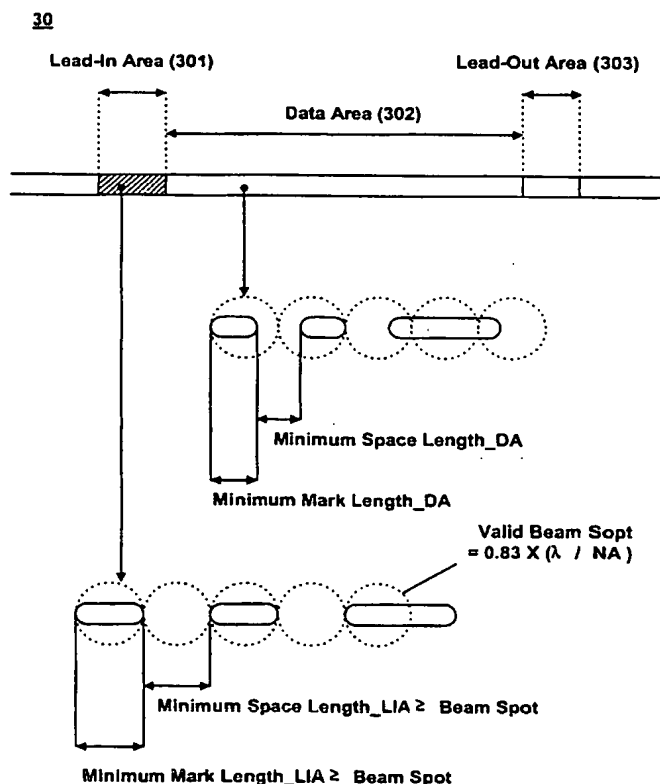 30
Lead-In Area (301)
Lead-Out Area (303)
Data Area (302)
Minimum Space Length_DA
Minimum Mark Length_DA
Valid Beam Sopt
= 0.83 X (λ / NA)
Minimum Space Length_LIA ≥ Beam Spot
Minimum Mark Length_LIA ≥ Beam Spot